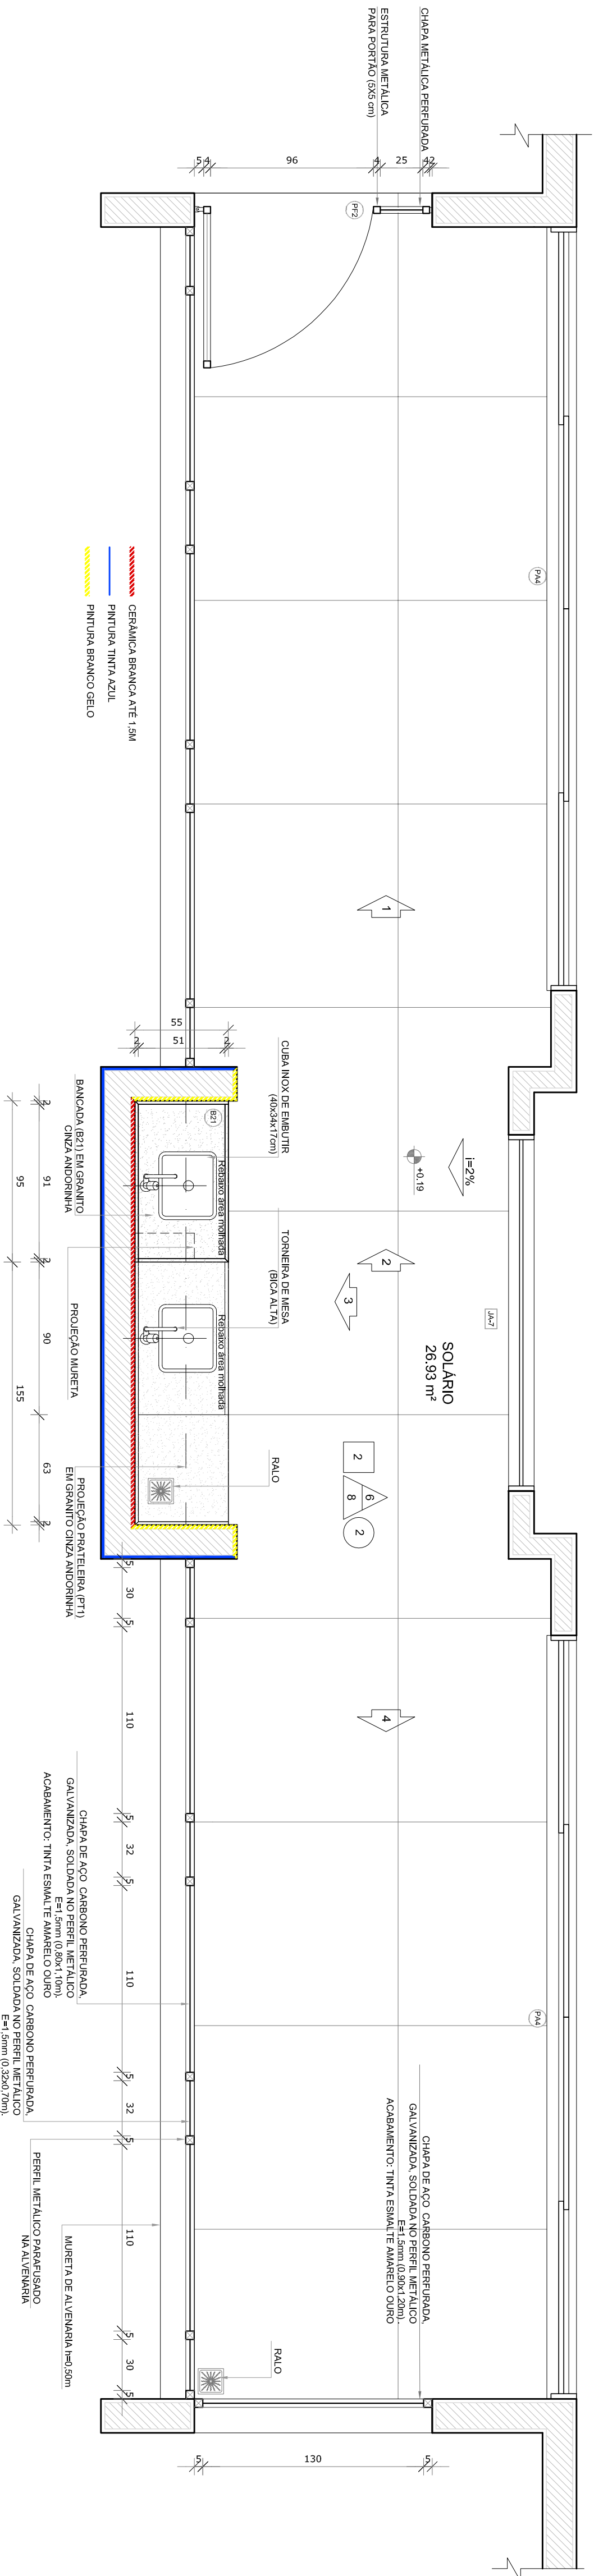 CHAPA METÁLICA PERFURADA
ESTRUTURA METÁLICA
PARA PORTÃO (5X5 cm)
5
4
96
4
25
4
2
PF2
PA4
CERÂMICA BRANCA ATÉ 1,5M
PINTURA TINTA AZUL
PINTURA BRANCO GELO
1
55
2
51
2
CUBA INOX DE EMBUTIR
(40x34x17cm)
B21
Rebaixo área molhada
BANCADA (B21) EM GRANITO
CINZA ANDORINHA
i=2%
+0.19
2
3
JA-7
SOLÁRIO
26.93 m²
TORNEIRA DE MESA
(BICA ALTA)
Rebaixo área molhada
PROJEÇÃO MURETA
RALO
2
6
8
2
PROJEÇÃO PRATELEIRA (PT1)
EM GRANITO CINZA ANDORINHA
2
91
2
90
63
2
95
155
4
5
30
5
110
5
32
5
110
5
32
5
110
5
30
5
CHAPA DE AÇO CARBONO PERFURADA,
GALVANIZADA, SOLDADA NO PERFIL METÁLICO
E=1,5mm (0,80x1,10m).
ACABAMENTO: TINTA ESMALTE AMARELO OURO
CHAPA DE AÇO CARBONO PERFURADA,
GALVANIZADA, SOLDADA NO PERFIL METÁLICO
E=1,5mm (0,32x0,70m).
PA4
CHAPA DE AÇO CARBONO PERFURADA,
GALVANIZADA, SOLDADA NO PERFIL METÁLICO
E=1,5mm (0,90x1,20m).
ACABAMENTO: TINTA ESMALTE AMARELO OURO
PERFIL METÁLICO PARAFUSADO
NA ALVENARIA
MURETA DE ALVENARIA h=0,50m
RALO
5
130
5